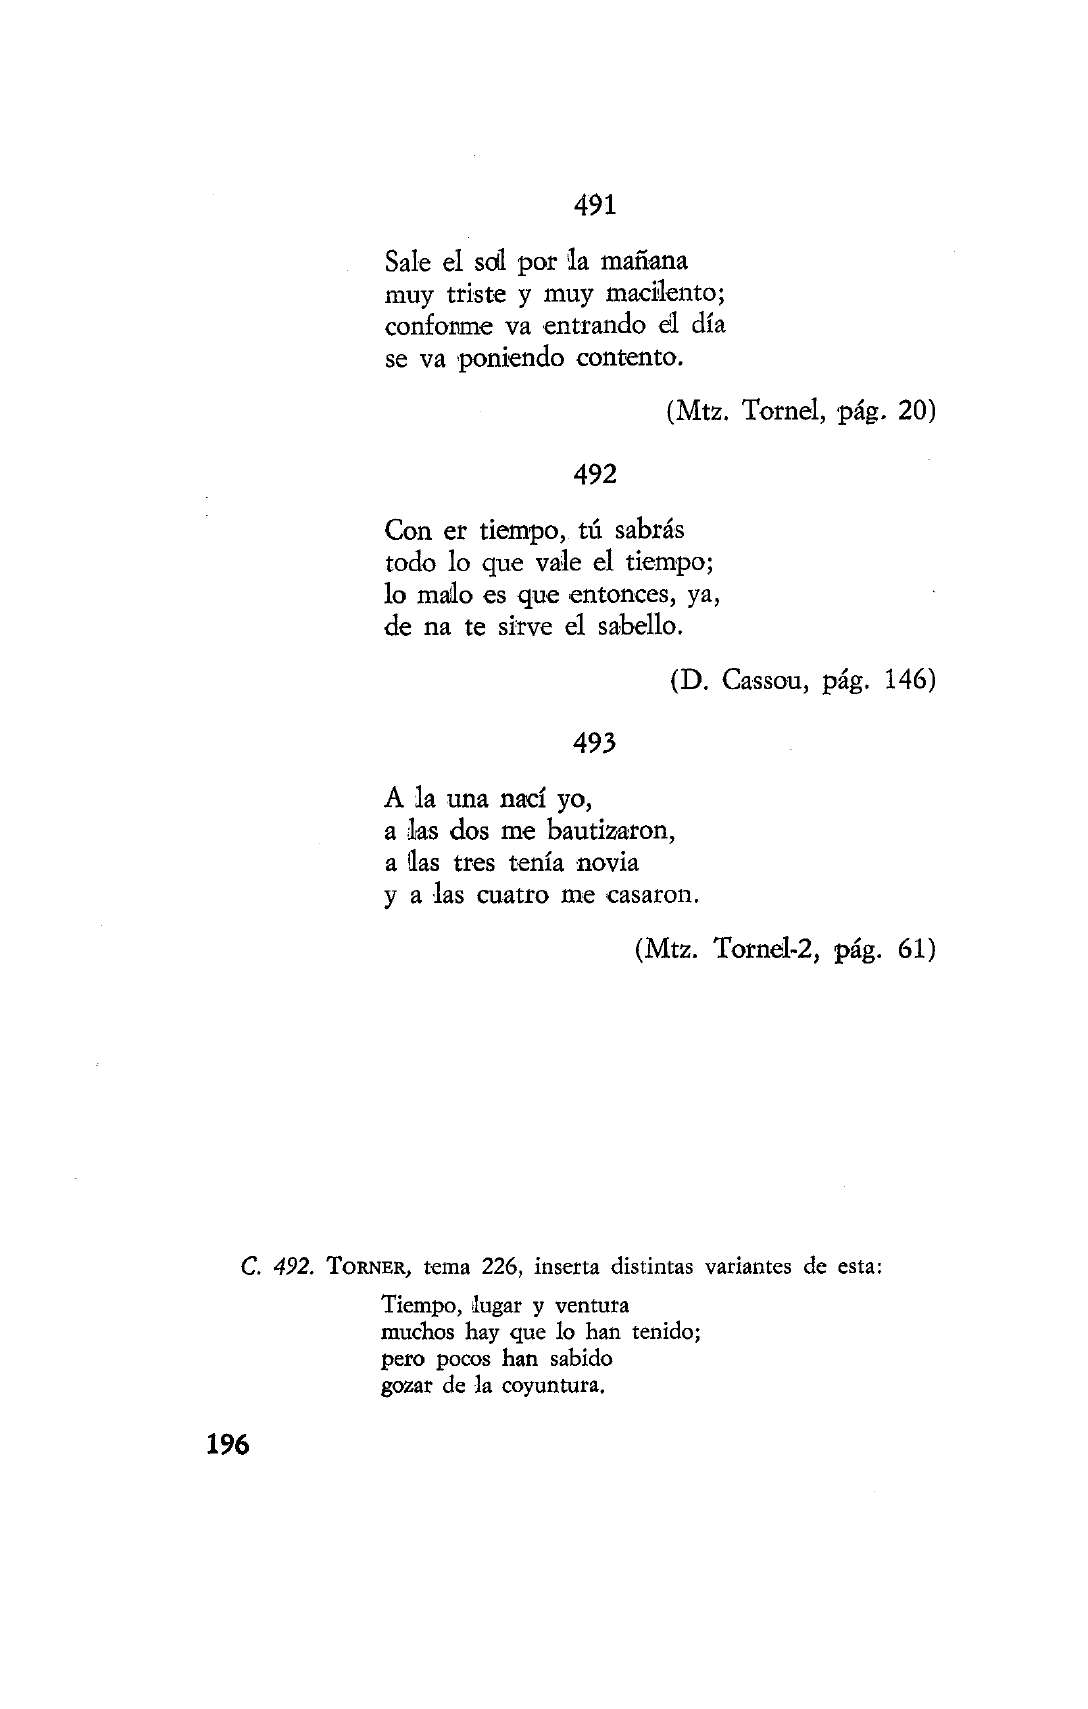 491
Sale el sol por la mañana
muy triste y muy macilento;
conforme va entrando el día
se va poniendo contento.
(Mtz. Tornel, pág. 20)
492
Con er tiempo, tú sabrás
todo lo que vale el tiempo;
lo malo es que entonces, ya,
de na te sirve el sabello.
(D. Cassou, pág. 146)
493
A la una nací yo,
a las dos me bautizaron,
a las tres tenía novia
y a las cuatro me casaron.
(Mtz. Tornel-2, pág. 61)
C. 492. TORNER, tema 226, inserta distintas variantes de esta:
Tiempo, lugar y ventura
muchos hay que lo han tenido;
pero pocos han sabido
gozar de la coyuntura.
196